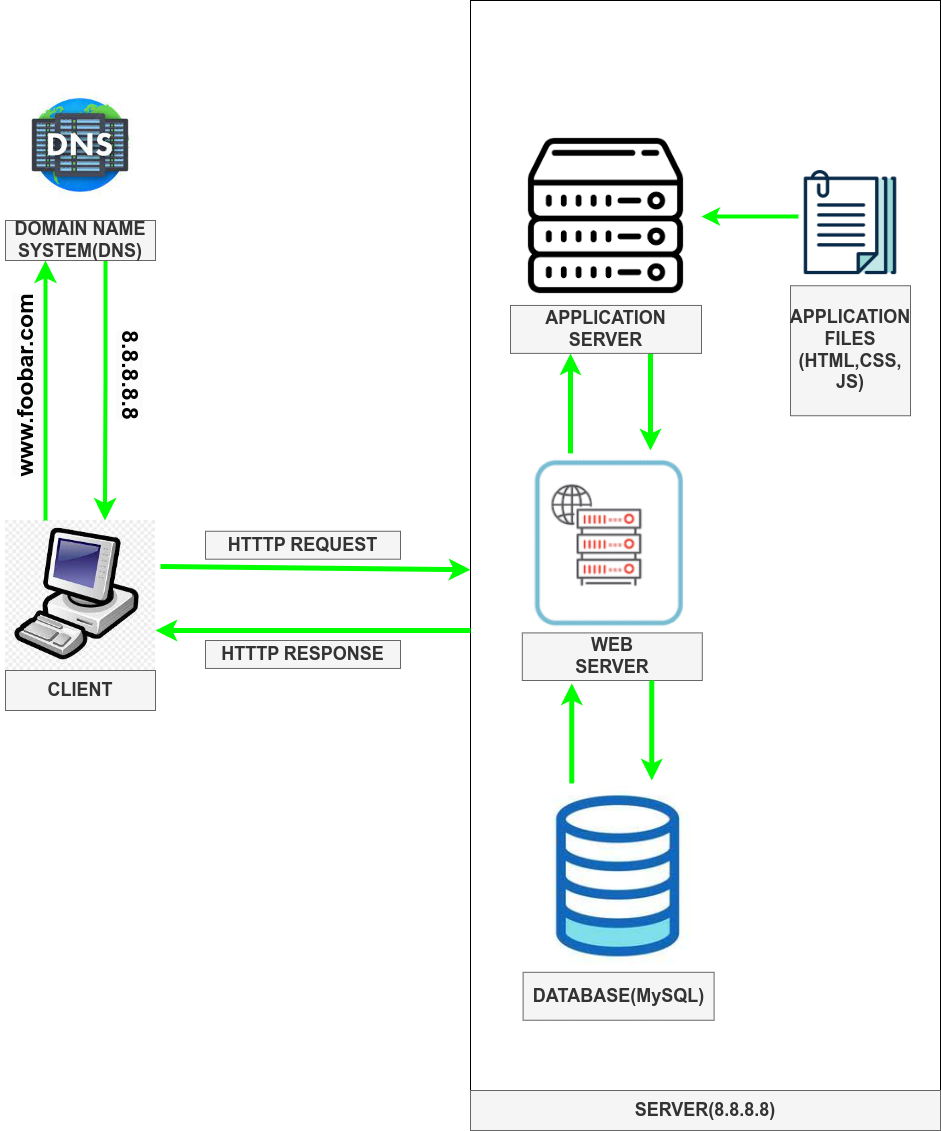 DNS
DOMAIN NAME
SYSTEM(DNS)
www.foobar.com
8.8.8.8.8
CLIENT
HTTTP REQUEST
HTTTP RESPONSE
APPLICATION
SERVER
APPLICATION
FILES
(HTML,CSS,
JS)
WEB
SERVER
DATABASE(MySQL)
SERVER(8.8.8.8)